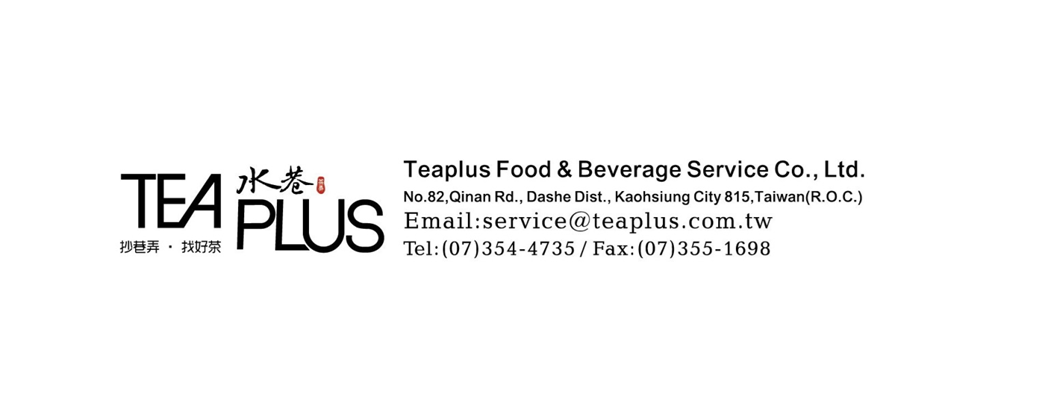 TEA
水巷
PLUS
抄巷弄 · 找好茶
Teaplus Food & Beverage Service Co., Ltd.
No.82,Qinan Rd., Dashe Dist., Kaohsiung City 815,Taiwan(R.O.C.)
Email:service@teaplus.com.tw
Tel:(07)354-4735 / Fax:(07)355-1698